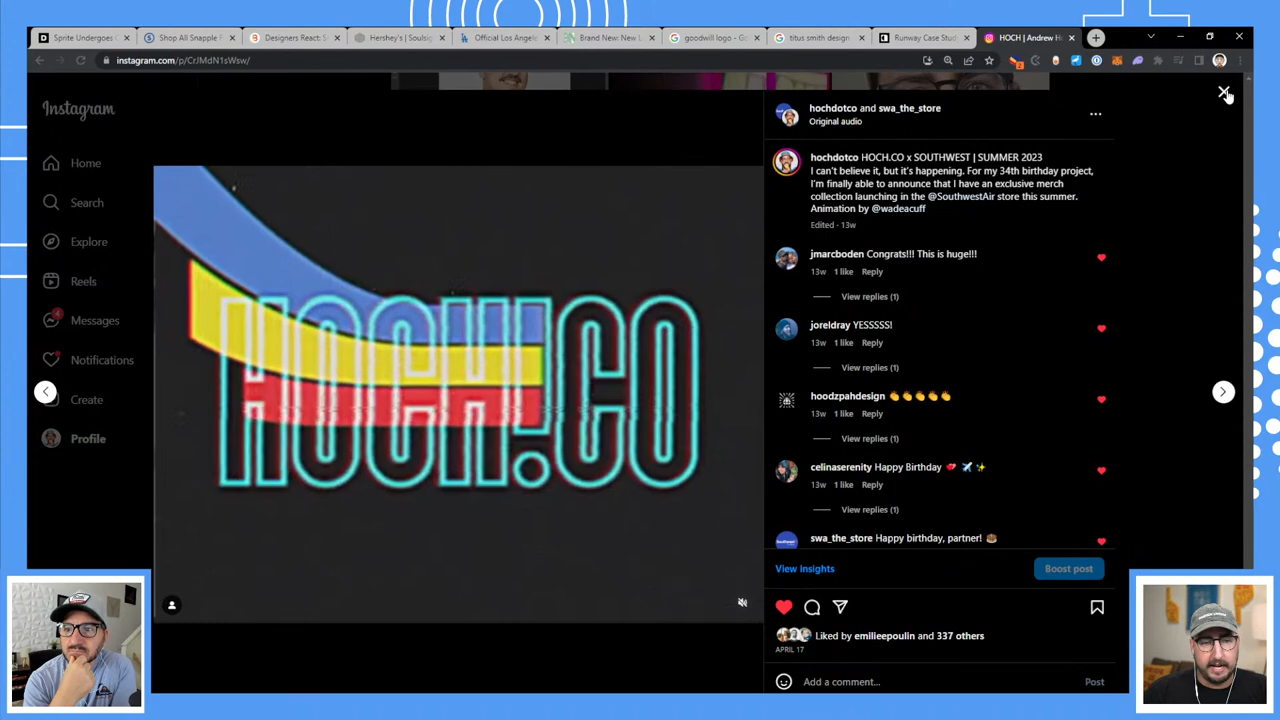 Sprite Undergoes C
Shop All Snapple F
Designers React: S
Hershey's | Soulsig
Official Los Angele
Brand New: New L
goodwill logo - Go
titus smith design
Runway Case Stud
HOCH | Andrew H
instagram.com/p/CrJMdN1sWsw/
Instagram
Home
Search
Explore
Reels
4
Messages
Notifications
Create
Profile
HOCH.CO
hochdotco and swa_the_store
Original audio
hochdotco HOCH.CO x SOUTHWEST | SUMMER 2023
I can't believe it, but it's happening. For my 34th birthday project,
I'm finally able to announce that I have an exclusive merch
collection launching in the @SouthwestAir store this summer.
Animation by @wadeacuff
Edited · 13w
jmarcboden Congrats!!! This is huge!!!
13w 1 like Reply
View replies (1)
joreldray YESSSSS!
13w 1 like Reply
View replies (1)
hoodzpahdesign 👏👏👏👏👏
13w 1 like Reply
View replies (1)
celinaserenity Happy Birthday 💖 ✈️ ✨
13w 1 like Reply
View replies (1)
swa_the_store Happy birthday, partner! 🎂
View insights
Boost post
Liked by emilieepoulin and 337 others
APRIL 17
Add a comment...
Post